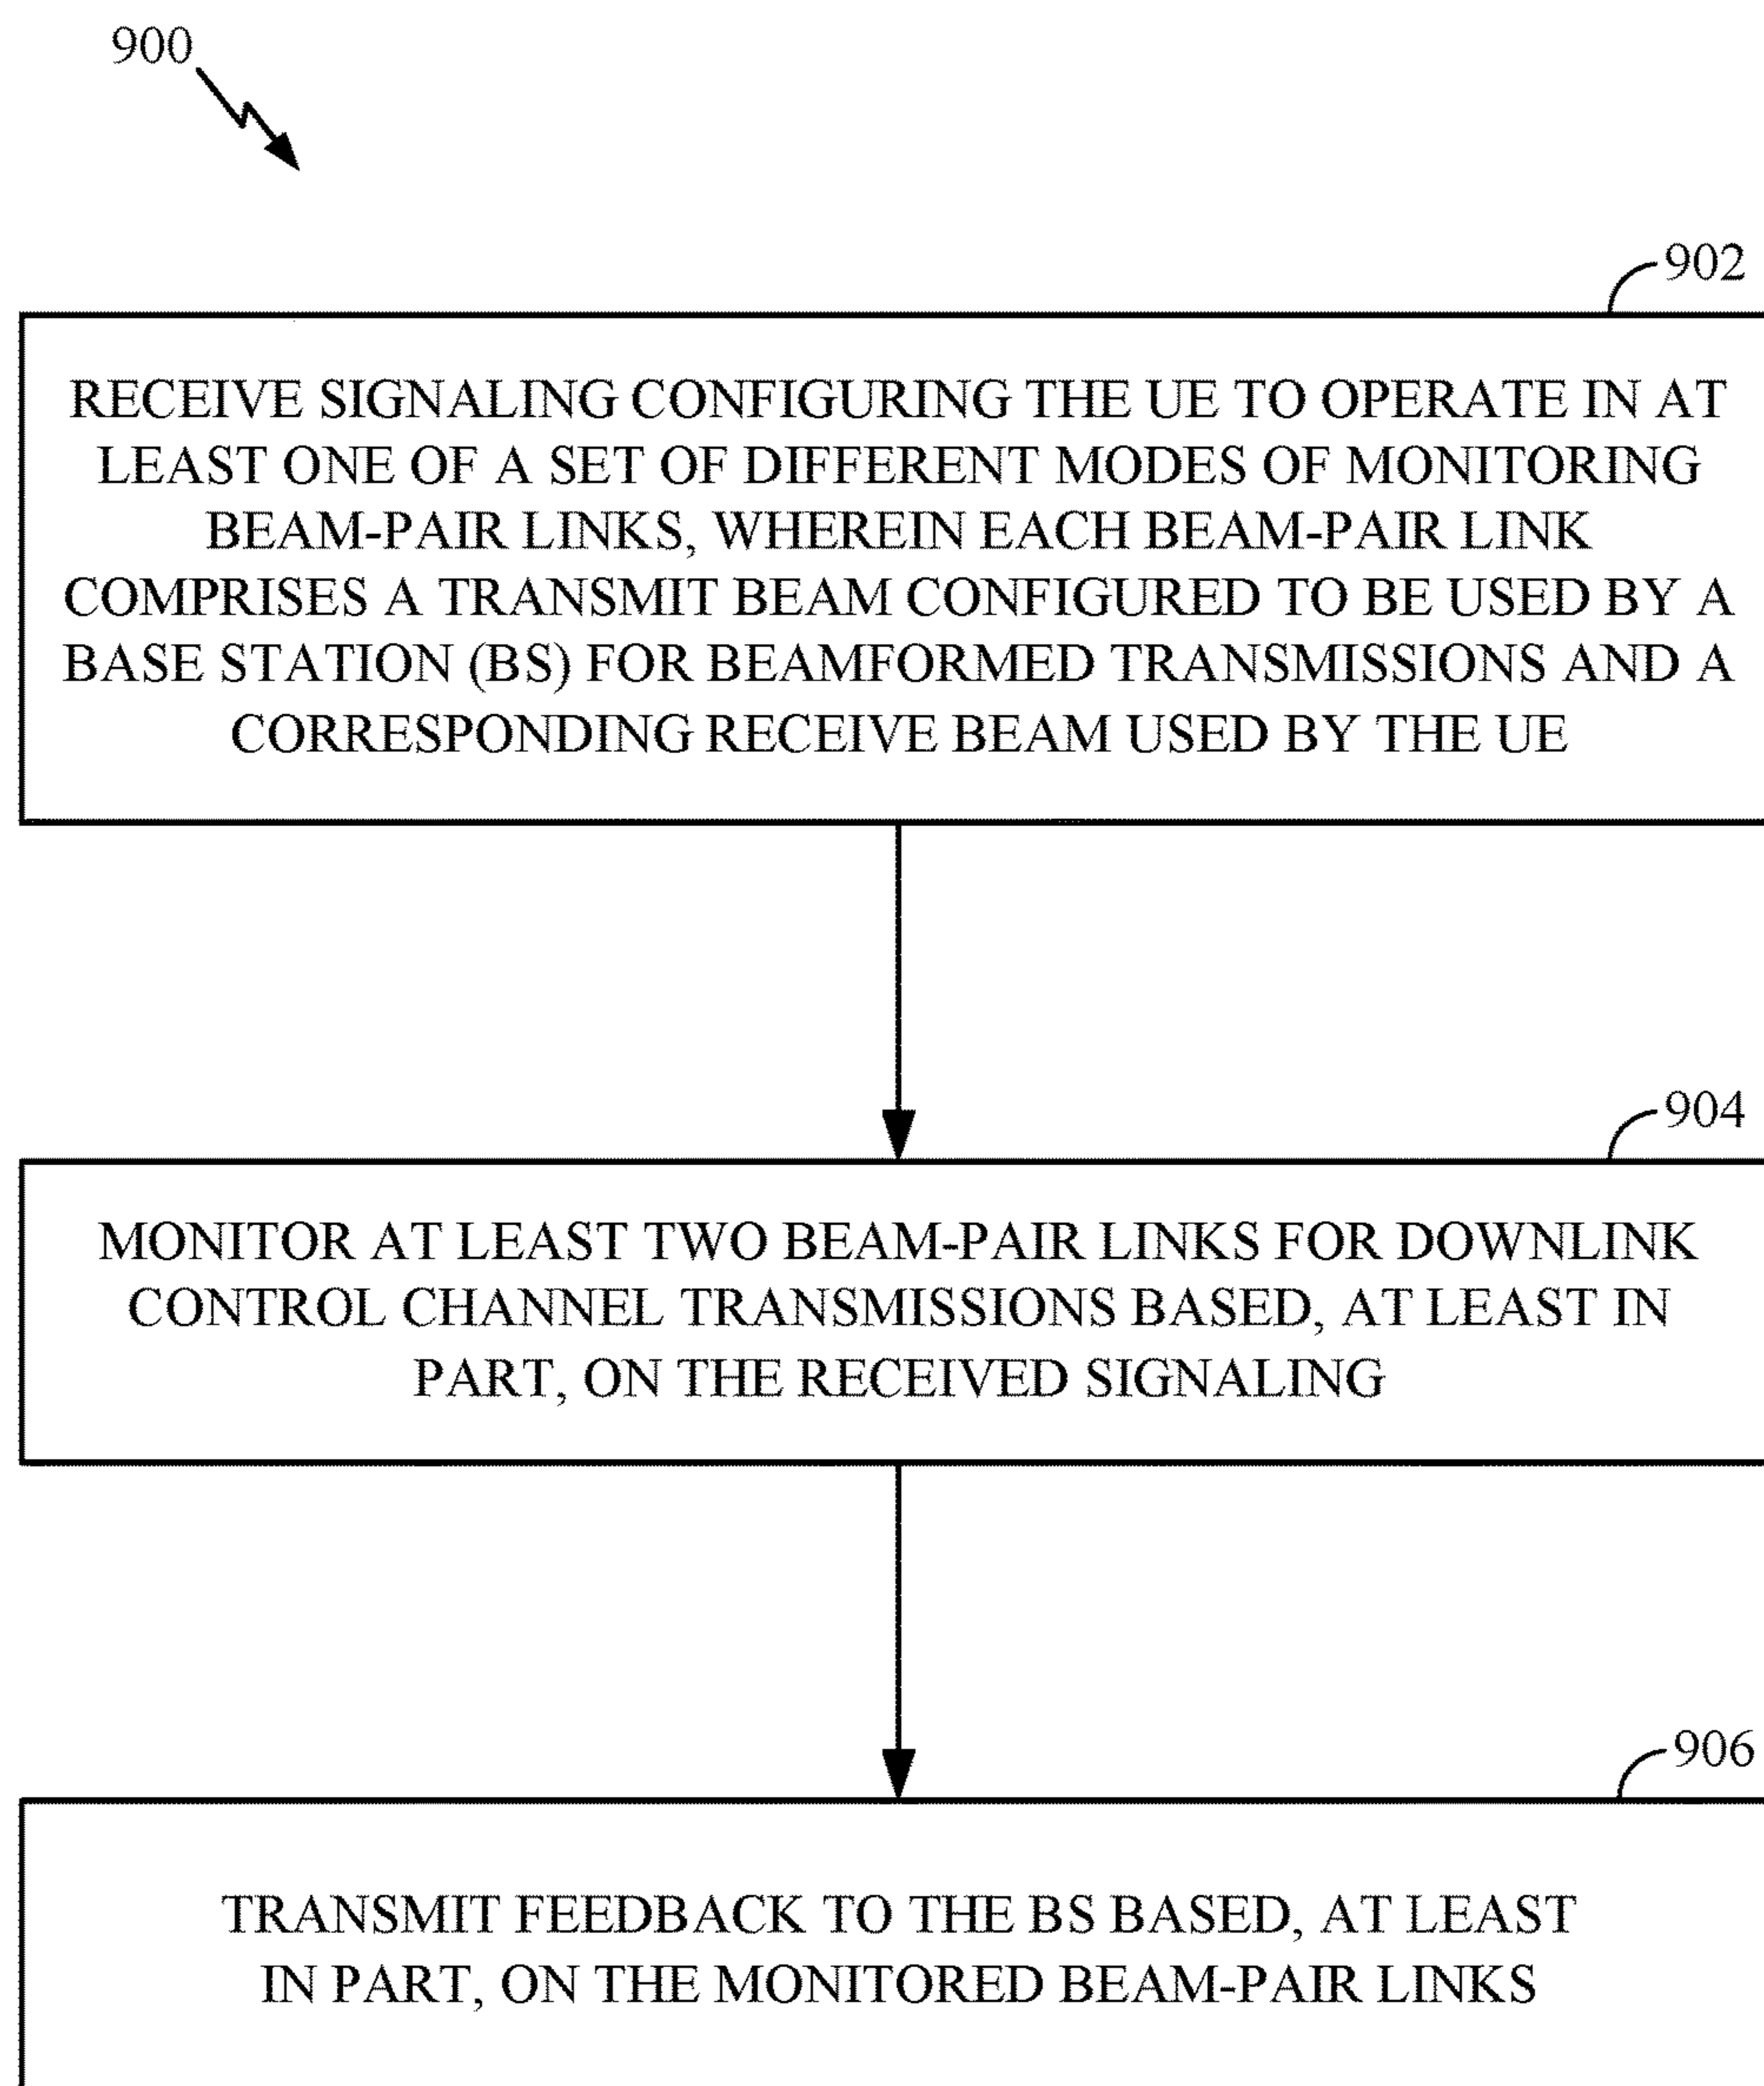 900
902
RECEIVE SIGNALING CONFIGURING THE UE TO OPERATE IN AT
LEAST ONE OF A SET OF DIFFERENT MODES OF MONITORING
BEAM-PAIR LINKS, WHEREIN EACH BEAM-PAIR LINK
COMPRISES A TRANSMIT BEAM CONFIGURED TO BE USED BY A
BASE STATION (BS) FOR BEAMFORMED TRANSMISSIONS AND A
CORRESPONDING RECEIVE BEAM USED BY THE UE
904
MONITOR AT LEAST TWO BEAM-PAIR LINKS FOR DOWNLINK
CONTROL CHANNEL TRANSMISSIONS BASED, AT LEAST IN
PART, ON THE RECEIVED SIGNALING
906
TRANSMIT FEEDBACK TO THE BS BASED, AT LEAST
IN PART, ON THE MONITORED BEAM-PAIR LINKS